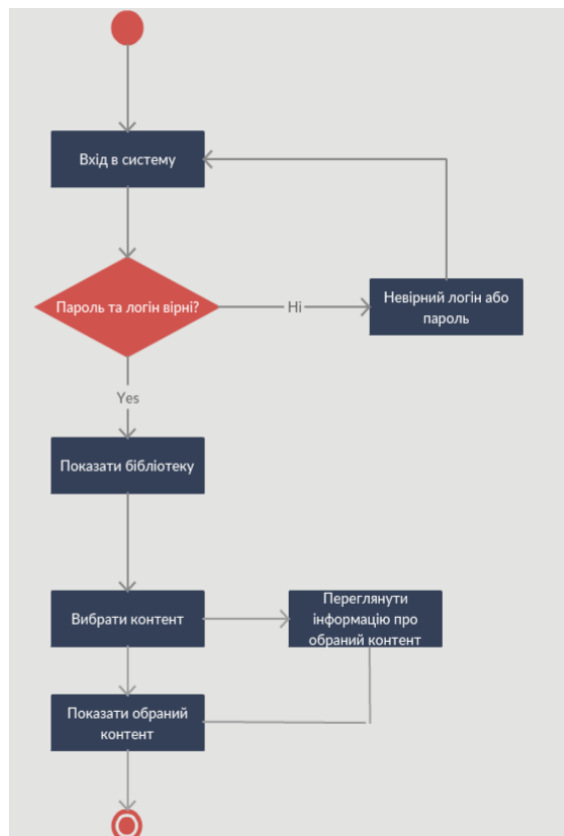 Вхід в систему
Пароль та логін вірні?
Ні
Невірний логін або
пароль
Yes
Показати бібліотеку
Вибрати контент
Переглянути
інформацію про
обраний контент
Показати обраний
контент